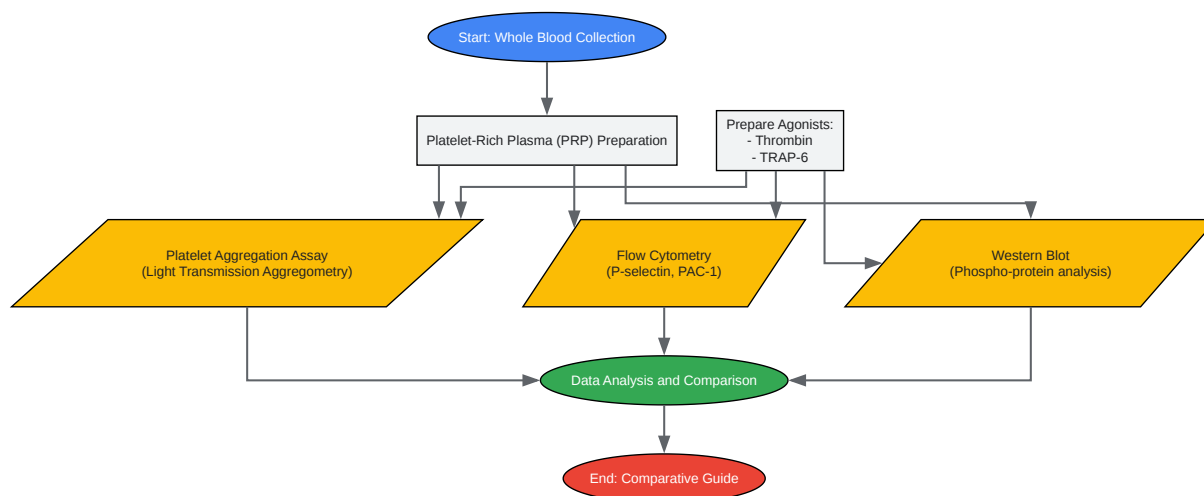 Start: Whole Blood Collection
Platelet-Rich Plasma (PRP) Preparation
Prepare Agonists:
- Thrombin
- TRAP-6
Platelet Aggregation Assay
(Light Transmission Aggregometry)
Flow Cytometry
(P-selectin, PAC-1)
Western Blot
(Phospho-protein analysis)
Data Analysis and Comparison
End: Comparative Guide